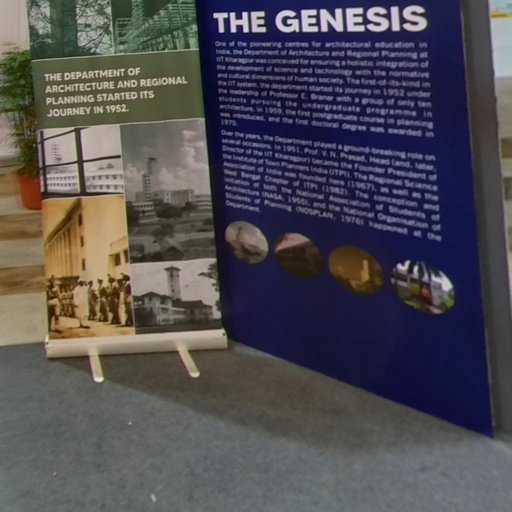 THE DEPARTMENT OF
ARCHITECTURE AND REGIONAL
PLANNING STARTED ITS
JOURNEY IN 1952.
THE GENESIS
One of the pioneering centres for architectural education in
India, the Department of Architecture and Regional Planning at
IIT Kharagpur was conceived for ensuring a holistic integration of
the development of science and technology with the normative
and cultural dimensions of human society. The first-of-its-kind in
the IIT system, the department started its journey in 1952 under
the leadership of Professor E. Braner with a group of only ten
students pursuing the undergraduate programme in
architecture. In 1959, the first postgraduate course in planning
was introduced, and the first doctoral degree was awarded in
1970.
Over the years, the Department played a ground-breaking role on
several occasions. In 1951, Prof. V. N. Prasad, Head (and, later
Director of the IIT Kharagpur) became the Founder President of
the Institute of Town Planners India (ITPI). The Regional Science
Association of India was founded here (1967), as well as the
West Bengal Chapter of ITPI (1982). The conception and
initiation of both the National Association of Students of
Architecture (NASA, 1955), and the National Organisation of
Students of Planning (NOSPLAN, 1976) happened at the
Department.